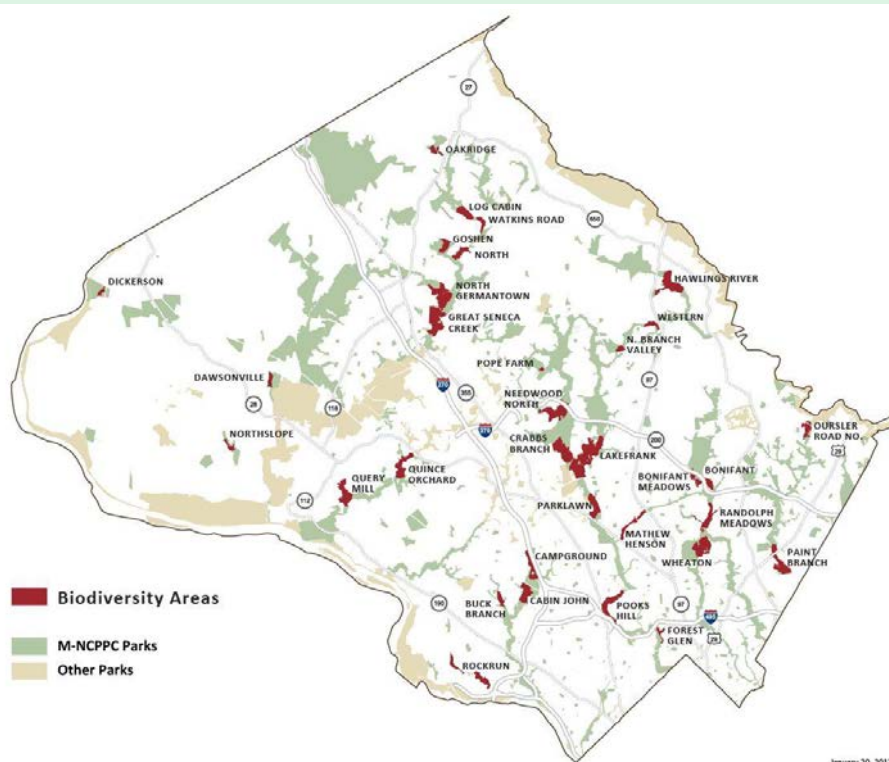 27
OAKRIDGE
LOG CABIN
WATKINS ROAD
650
GOSHEN
NORTH
DICKERSON
HAWLINGS RIVER
NORTH
GERMANTOWN
GREAT SENECA
CREEK
WESTERN
N. BRANCH
VALLEY
POPE FARM
97
DAWSONVILLE
270
355
NEEDWOOD
NORTH
28
118
OURSLER
ROAD NO.
29
NORTHSLOPE
CRABBS
BRANCH
LAKEFRANK
200
QUINCE
ORCHARD
QUERY
MILL
BONIFANT
MEADOWS
BONIFANT
112
PARKLAWN
RANDOLPH
MEADOWS
MATHEW
HENSON
WHEATON
PAINT
BRANCH
CAMPGROUND
CABIN JOHN
BUCK
BRANCH
190
POOKS
HILL
97
495
29
FOREST
GLEN
ROCKRUN
Biodiversity Areas
M-NCPPC Parks
Other Parks